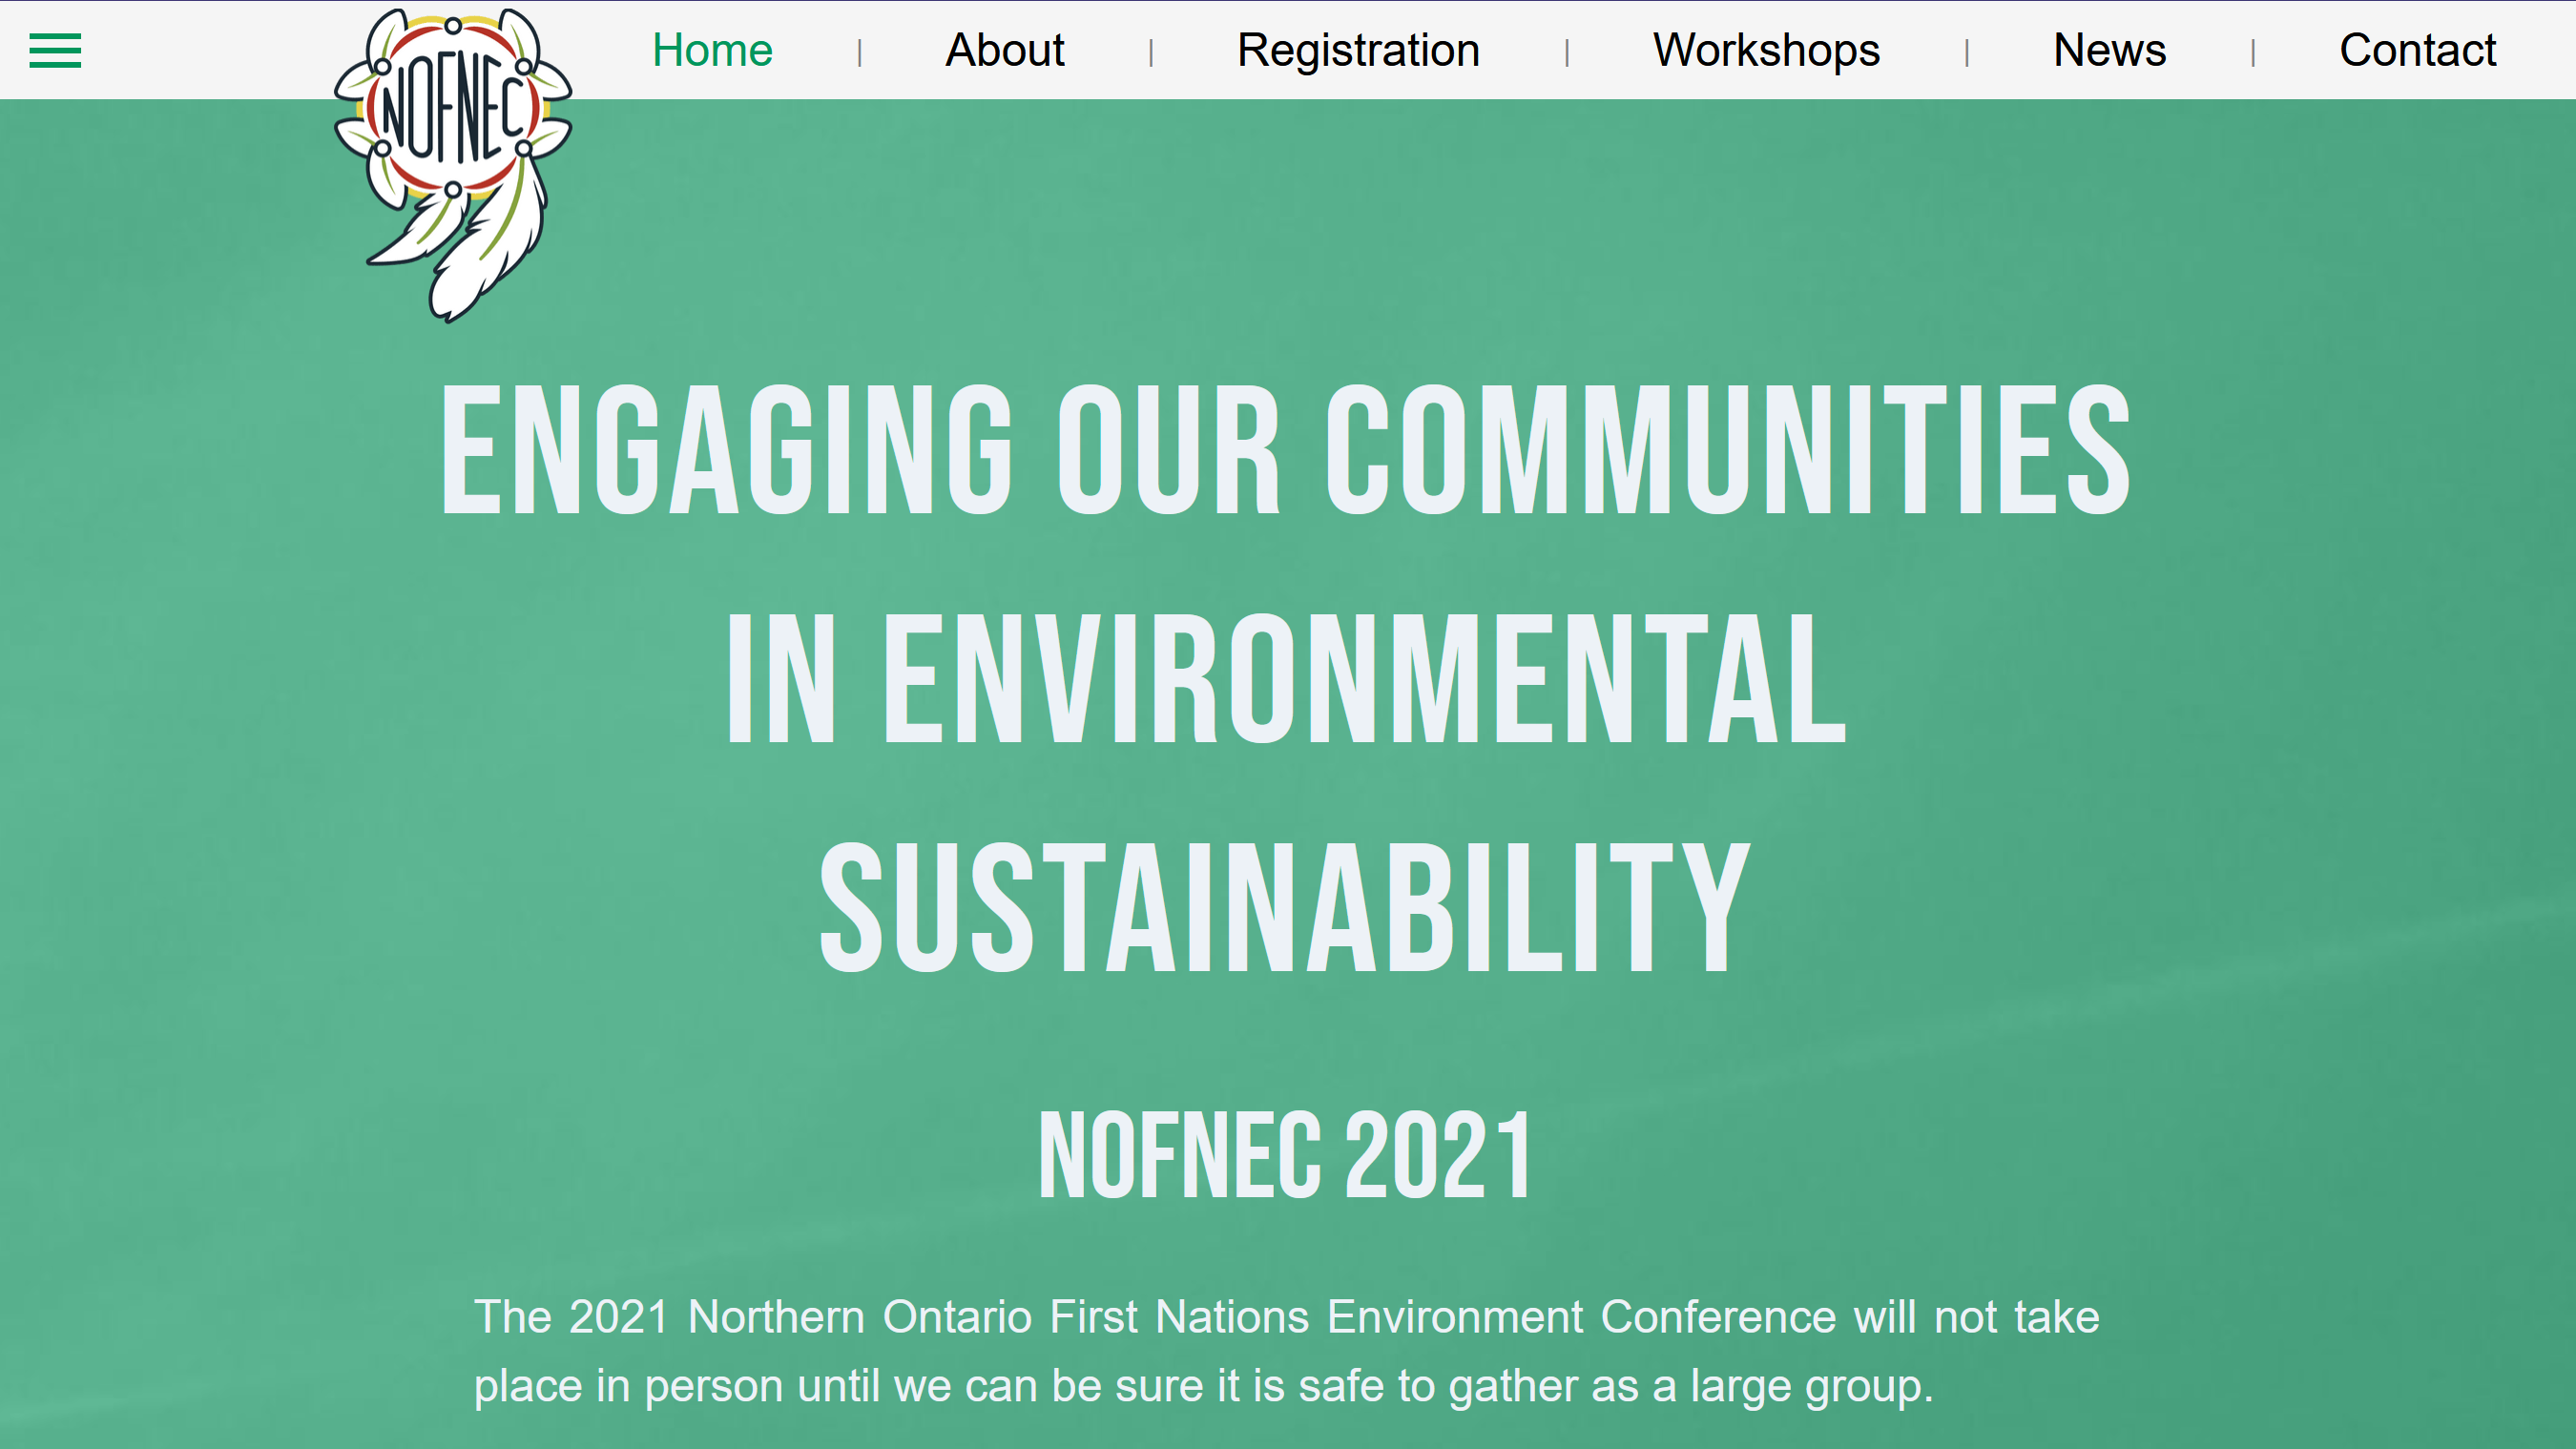 NOFNEC
Home | About | Registration | Workshops | News | Contact
ENGAGING OUR COMMUNITIES
IN ENVIRONMENTAL
SUSTAINABILITY
NOFNEC 2021
The 2021 Northern Ontario First Nations Environment Conference will not take
place in person until we can be sure it is safe to gather as a large group.